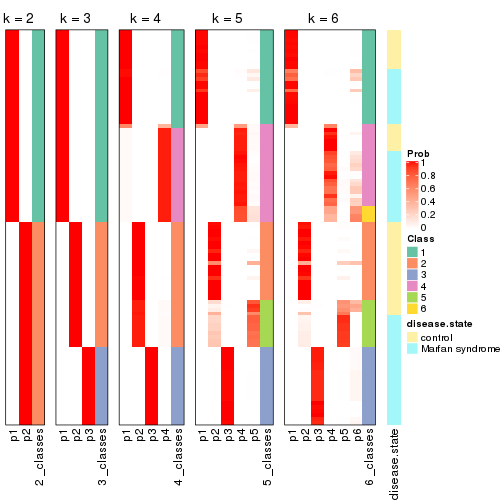 k = 2 k = 3 k = 4 k = 5 k = 6
Prob
1
0.8
0.6
0.4
0.2
0
Class
1
2
3
4
5
6
disease.state
control
Marfan syndrome
p1 p2 2_classes p1 p2 p3 3_classes p1 p2 p3 p4 4_classes p1 p2 p3 p4 p5 5_classes p1 p2 p3 p4 p5 p6 6_classes disease.state